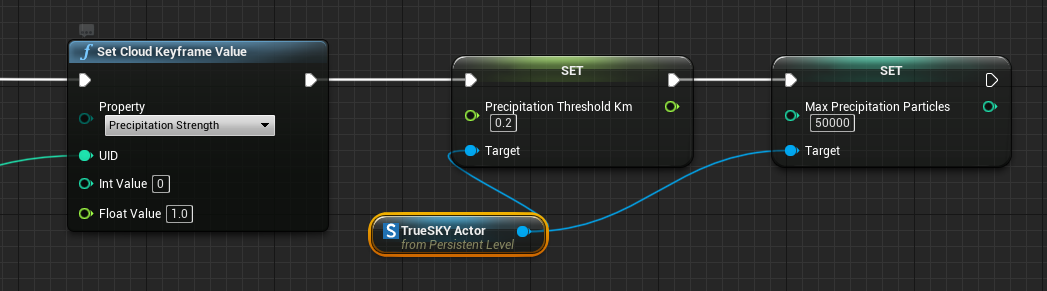 Set Cloud Keyframe Value
Property
Precipitation Strength
UID
Int Value 0
Float Value 1.0
SET
Precipitation Threshold Km
0.2
Target
SET
Max Precipitation Particles
50000
Target
TrueSKY Actor
from Persistent Level